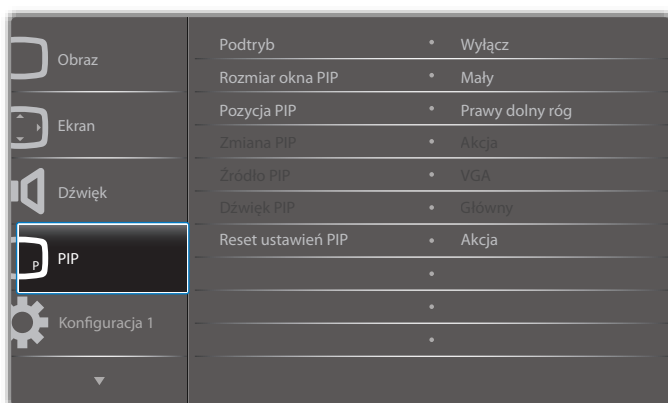 Obraz
Ekran
Dźwięk
P
PIP
Konfiguracja 1
Podtryb • Wyłącz
Rozmiar okna PIP • Mały
Pozycja PIP • Prawy dolny róg
Zmiana PIP • Akcja
Źródło PIP • VGA
Dźwięk PIP • Główny
Reset ustawień PIP • Akcja